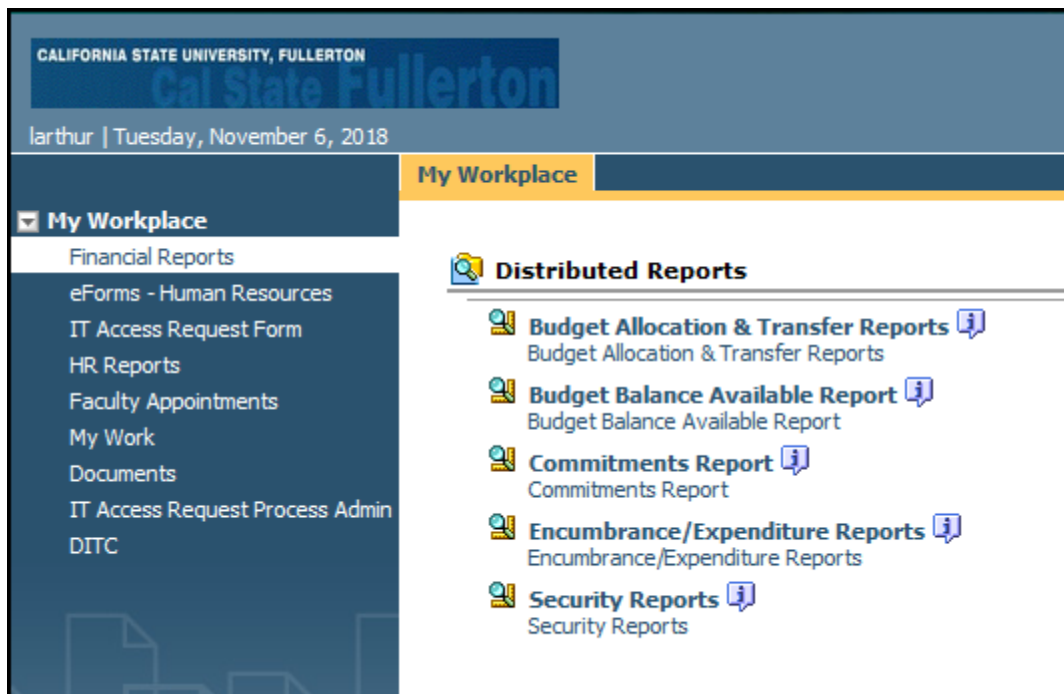 CALIFORNIA STATE UNIVERSITY, FULLERTON
Cal State Fullerton
larthur | Tuesday, November 6, 2018
My Workplace
My Workplace
Financial Reports
eForms - Human Resources
IT Access Request Form
HR Reports
Faculty Appointments
My Work
Documents
IT Access Request Process Admin
DITC
Distributed Reports
Budget Allocation & Transfer Reports
Budget Allocation & Transfer Reports
Budget Balance Available Report
Budget Balance Available Report
Commitments Report
Commitments Report
Encumbrance/Expenditure Reports
Encumbrance/Expenditure Reports
Security Reports
Security Reports